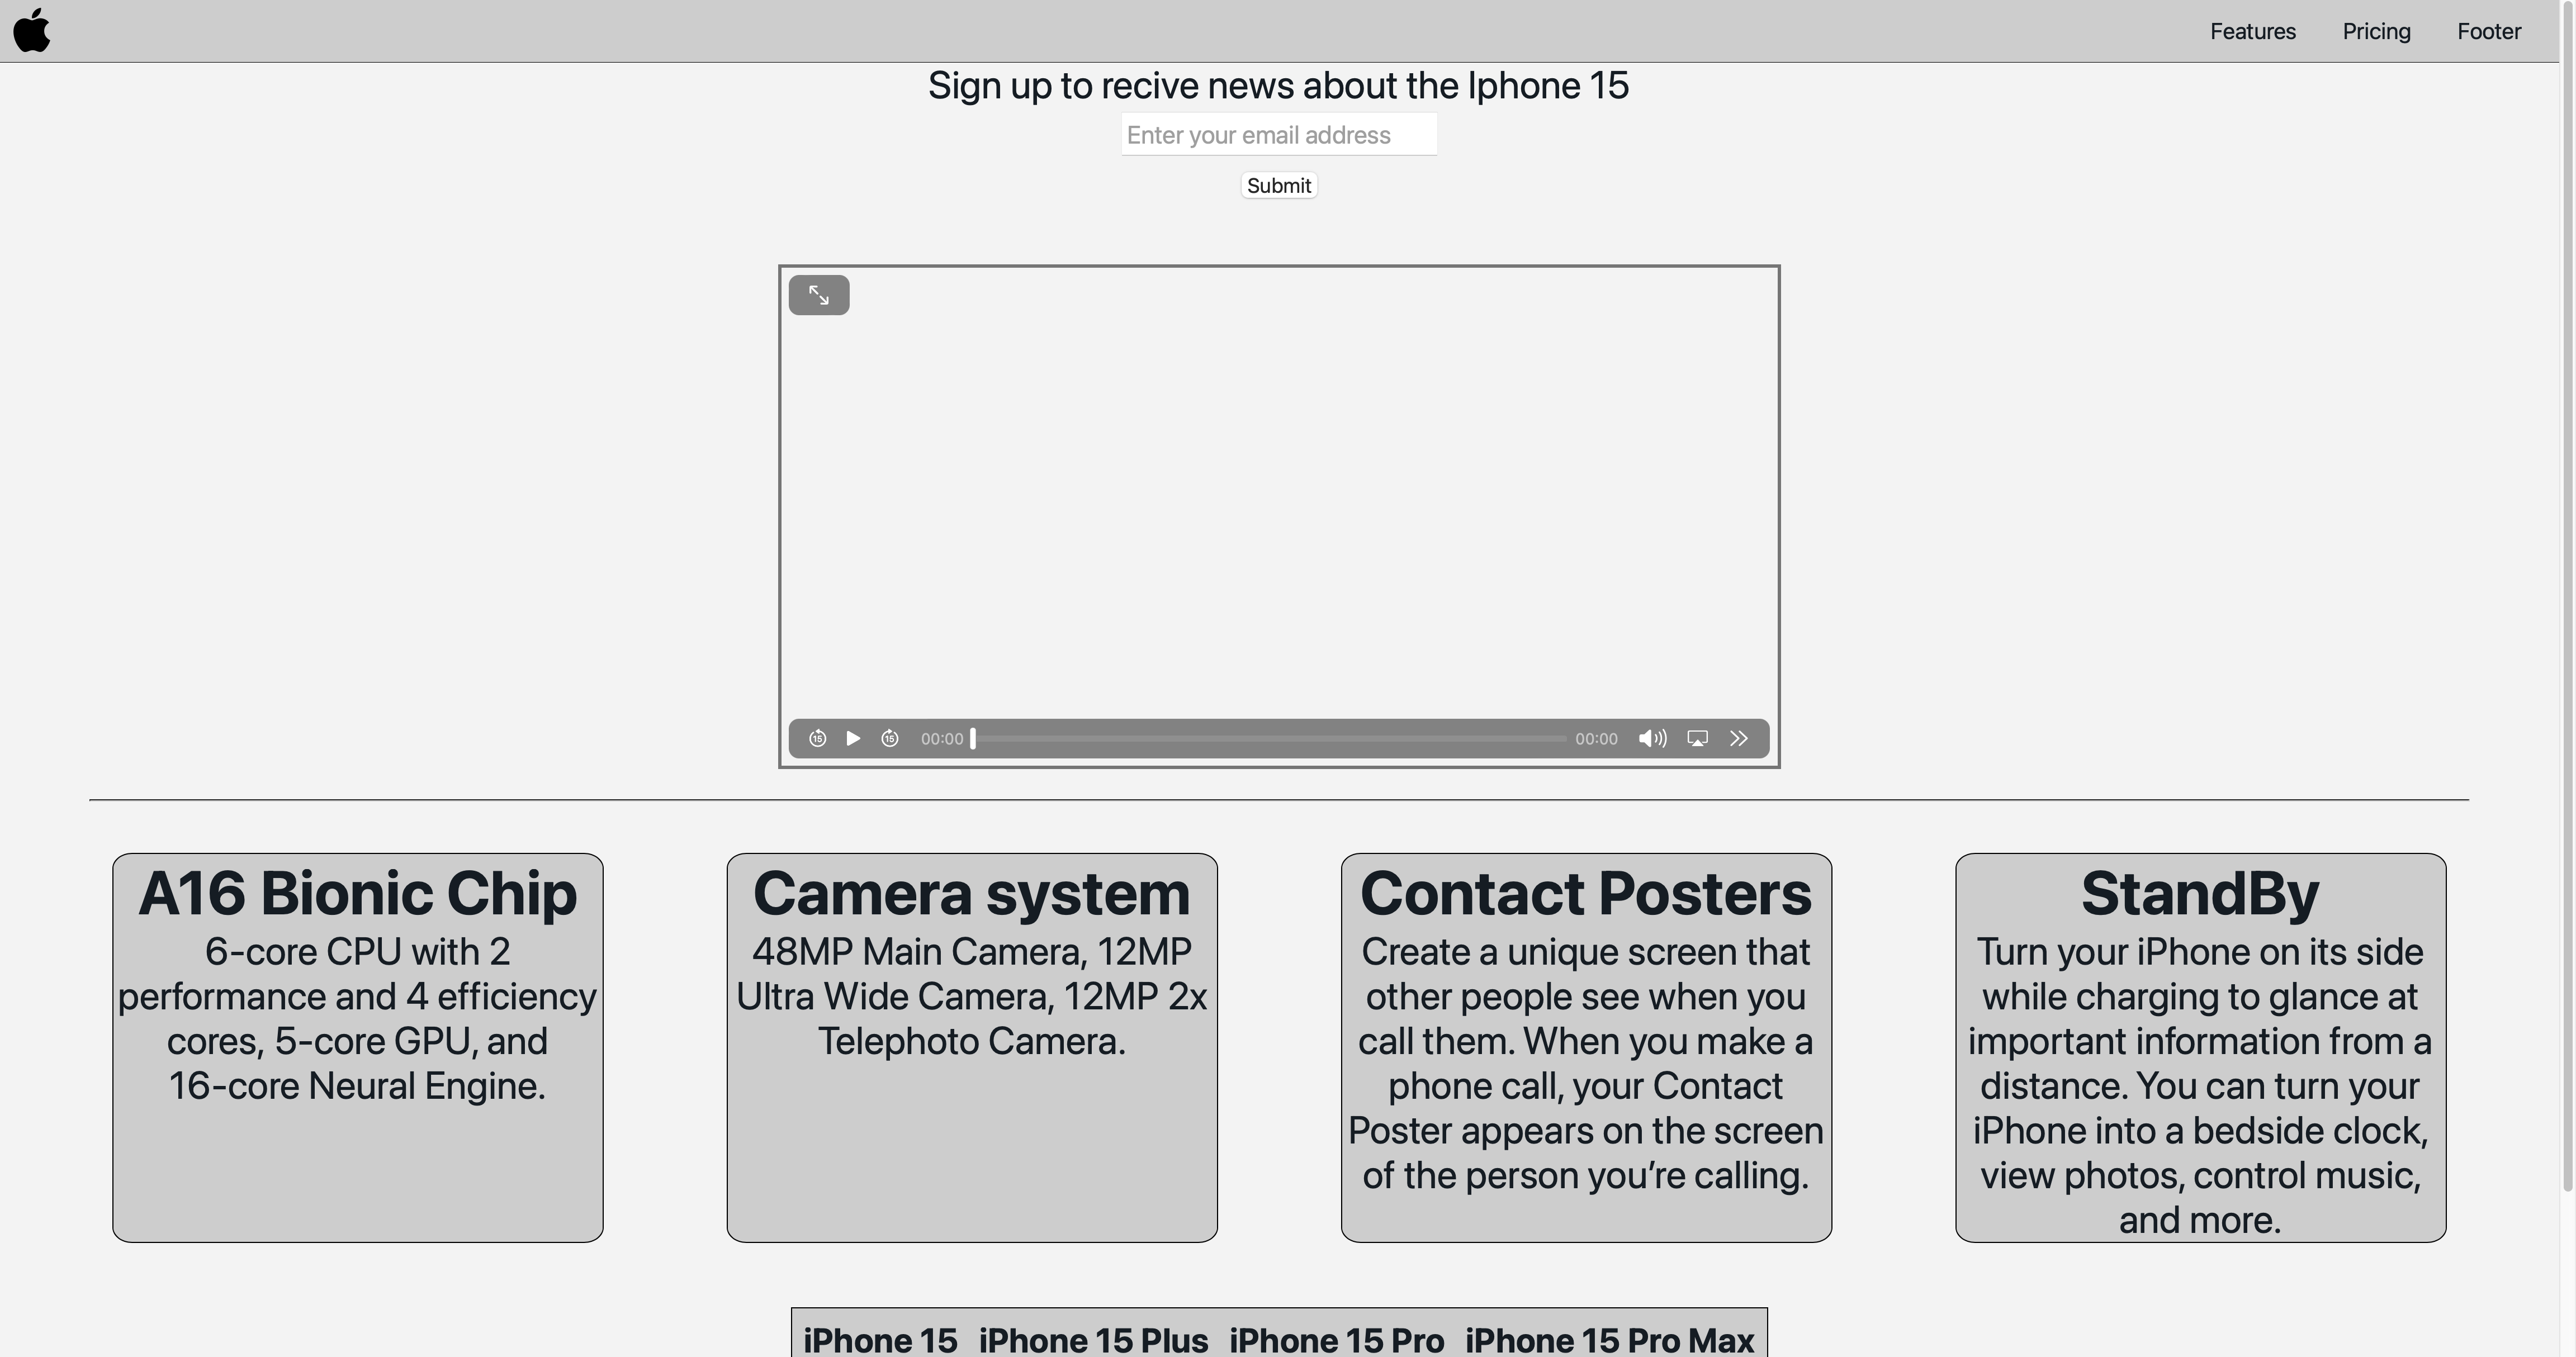 Features Pricing Footer
Sign up to recive news about the Iphone 15
Enter your email address
Submit
15 15 00:00 00:00
A16 Bionic Chip
6-core CPU with 2
performance and 4 efficiency
cores, 5-core GPU, and
16-core Neural Engine.
Camera system
48MP Main Camera, 12MP
Ultra Wide Camera, 12MP 2x
Telephoto Camera.
Contact Posters
Create a unique screen that
other people see when you
call them. When you make a
phone call, your Contact
Poster appears on the screen
of the person you’re calling.
StandBy
Turn your iPhone on its side
while charging to glance at
important information from a
distance. You can turn your
iPhone into a bedside clock,
view photos, control music,
and more.
iPhone 15 iPhone 15 Plus iPhone 15 Pro iPhone 15 Pro Max